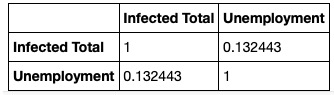 Infected Total Unemployment
Infected Total 1 0.132443
Unemployment 0.132443 1